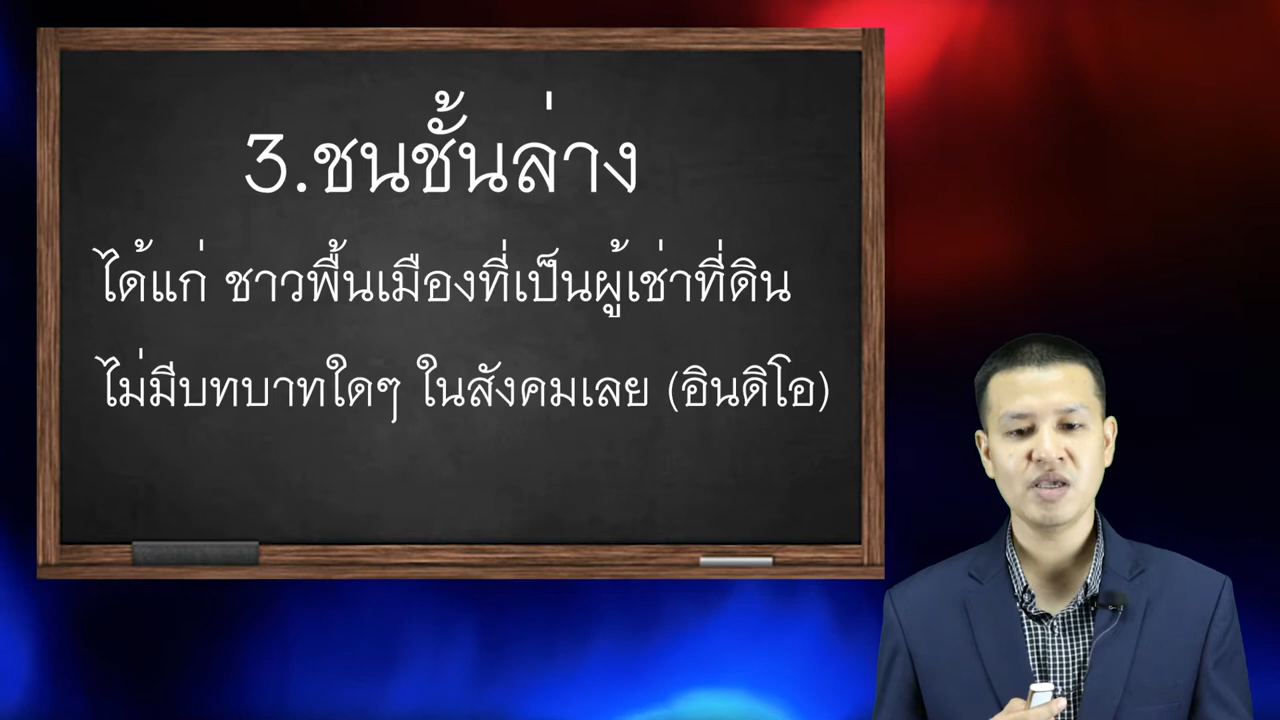 3.ชนชั้นล่าง
ได้แก่ ชาวพื้นเมืองที่เป็นผู้เช่าที่ดิน
ไม่มีบทบาทใดๆ ในสังคมเลย (อินดิโอ)